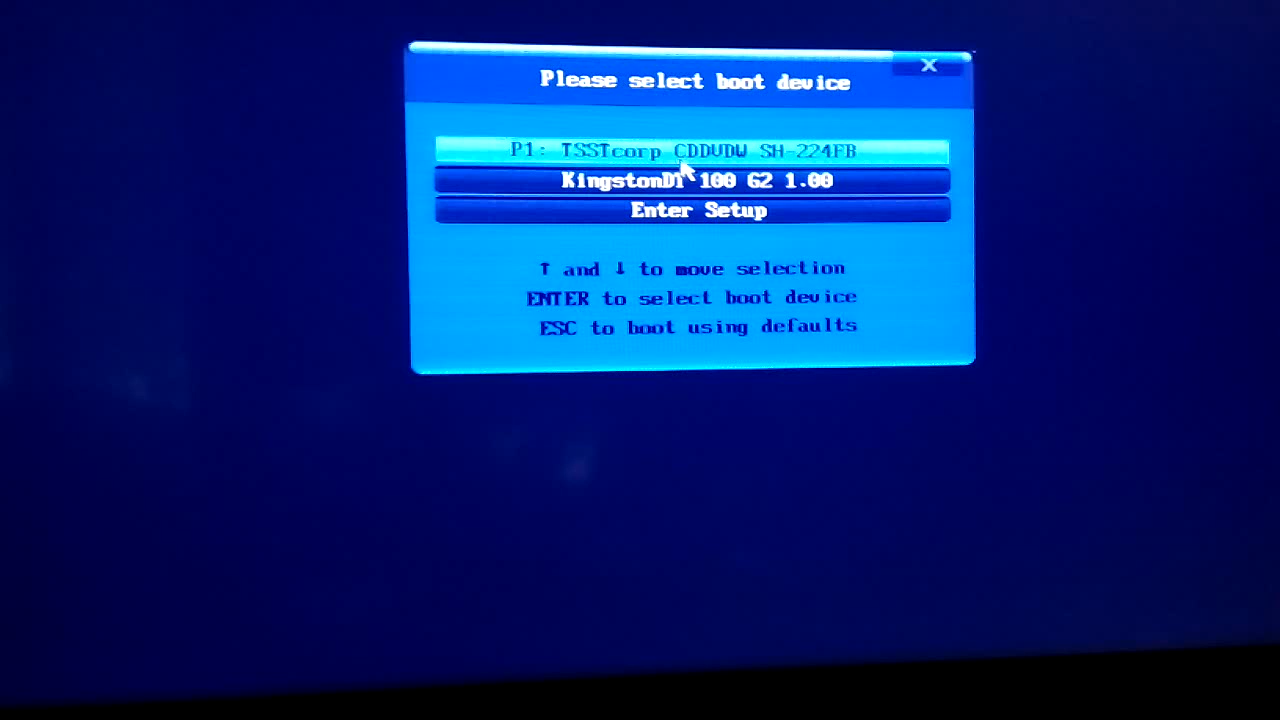 X
Please select boot device
P1: TSSTcorp CDDVDW SH-224FB
KingstonDT 100 G2 1.00
Enter Setup
↑ and ↓ to move selection
ENTER to select boot device
ESC to boot using defaults